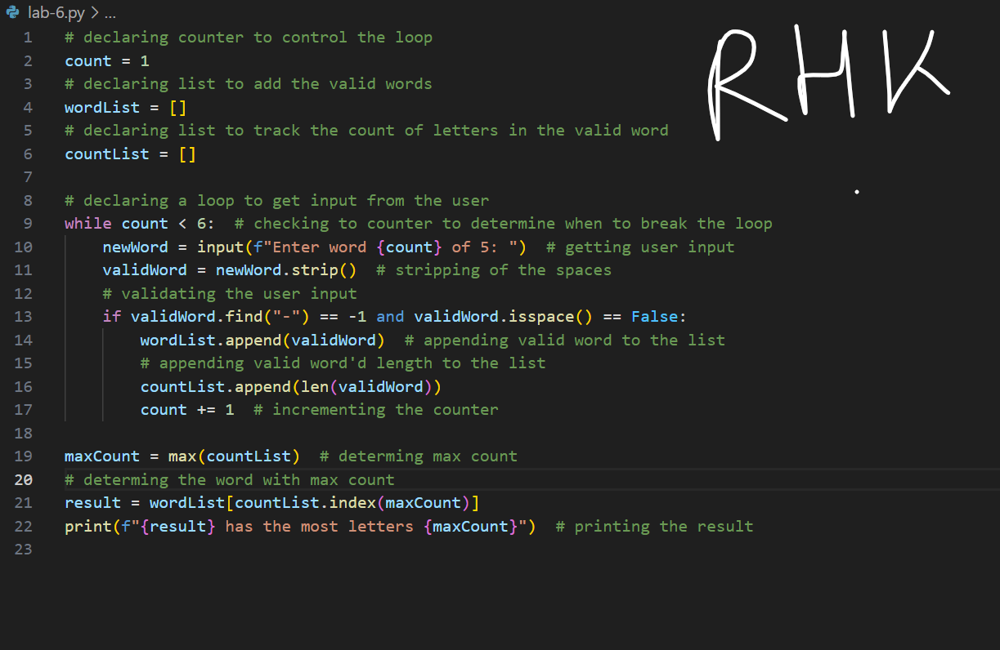 lab-6.py > ...
RHK
1 # declaring counter to control the loop
2 count = 1
3 # declaring list to add the valid words
4 wordList = []
5 # declaring list to track the count of letters in the valid word
6 countList = []
7
8 # declaring a loop to get input from the user
9 while count < 6:  # checking to counter to determine when to break the loop
10     newWord = input(f"Enter word {count} of 5: ")  # getting user input
11     validWord = newWord.strip()  # stripping of the spaces
12     # validating the user input
13     if validWord.find("-") == -1 and validWord.isspace() == False:
14         wordList.append(validWord)  # appending valid word to the list
15         # appending valid word'd length to the list
16         countList.append(len(validWord))
17         count += 1  # incrementing the counter
18
19 maxCount = max(countList)  # determing max count
20 # determing the word with max count
21 result = wordList[countList.index(maxCount)]
22 print(f"{result} has the most letters {maxCount}")  # printing the result
23